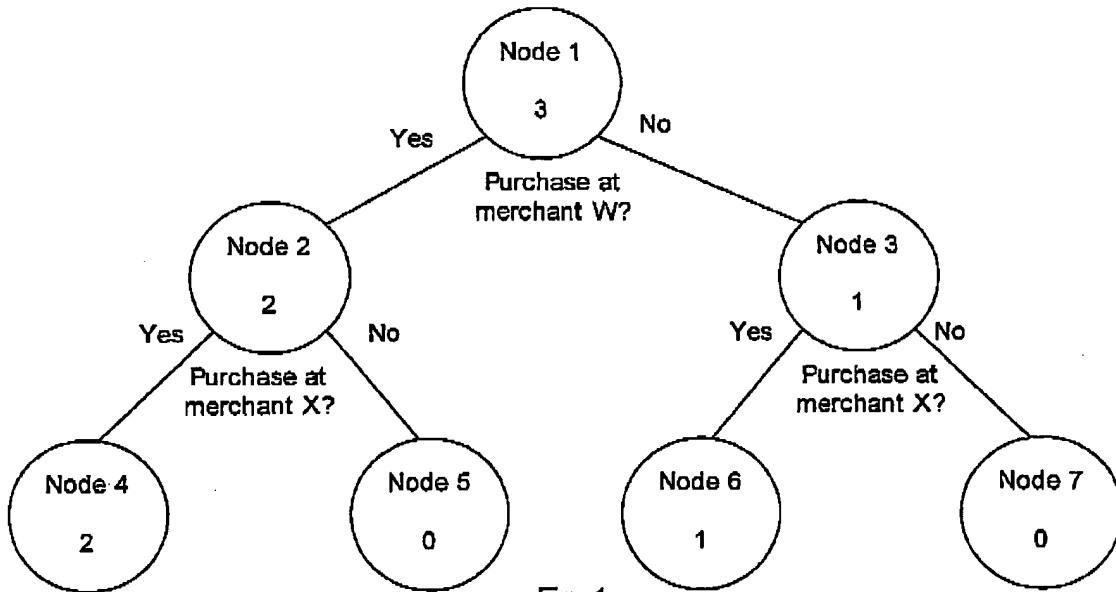 Node 1
3
Yes
No
Purchase at
merchant W?
Node 2
2
Node 3
1
Yes
No
Yes
No
Purchase at
merchant X?
Purchase at
merchant X?
Node 4
2
Node 5
0
Node 6
1
Node 7
0